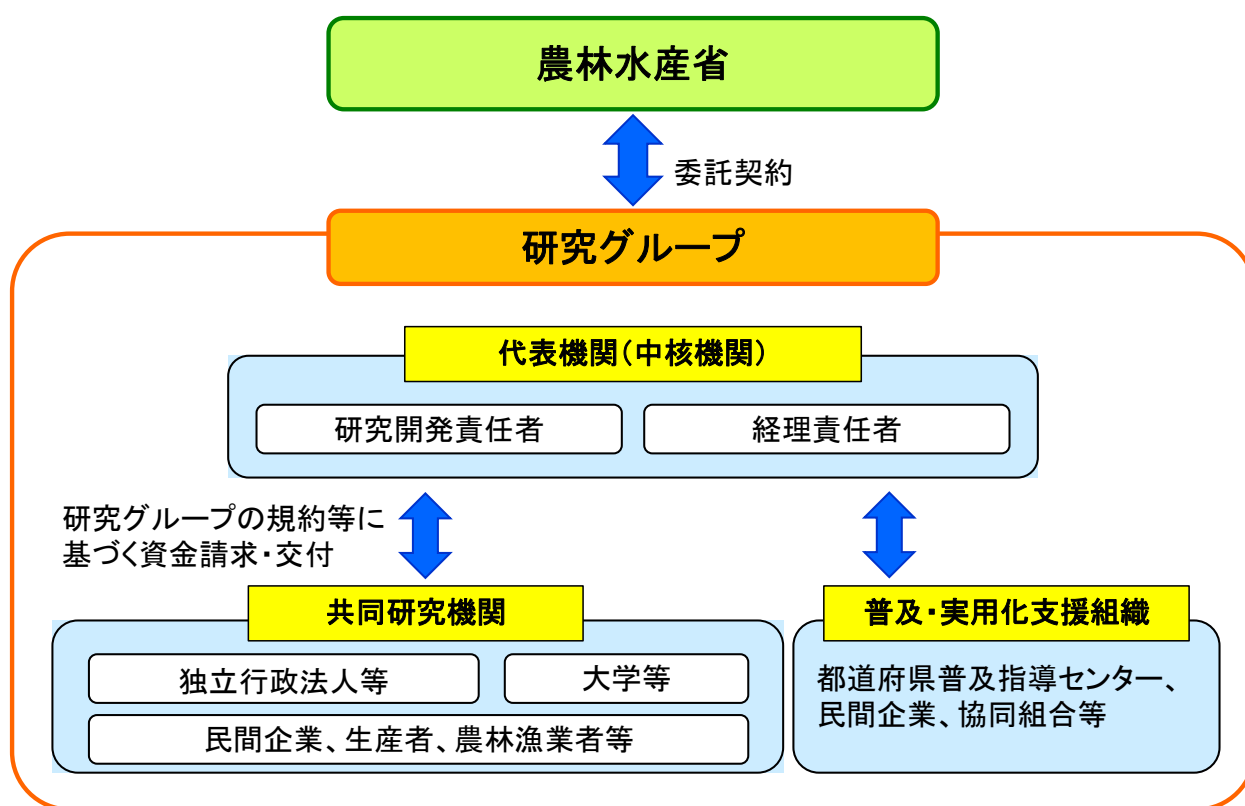 農林水産省
委託契約
研究グループ
代表機関(中核機関)
研究開発責任者
経理責任者
研究グループの規約等に
基づく資金請求・交付
共同研究機関
独立行政法人等
大学等
民間企業、生産者、農林漁業者等
普及・実用化支援組織
都道府県普及指導センター、
民間企業、協同組合等